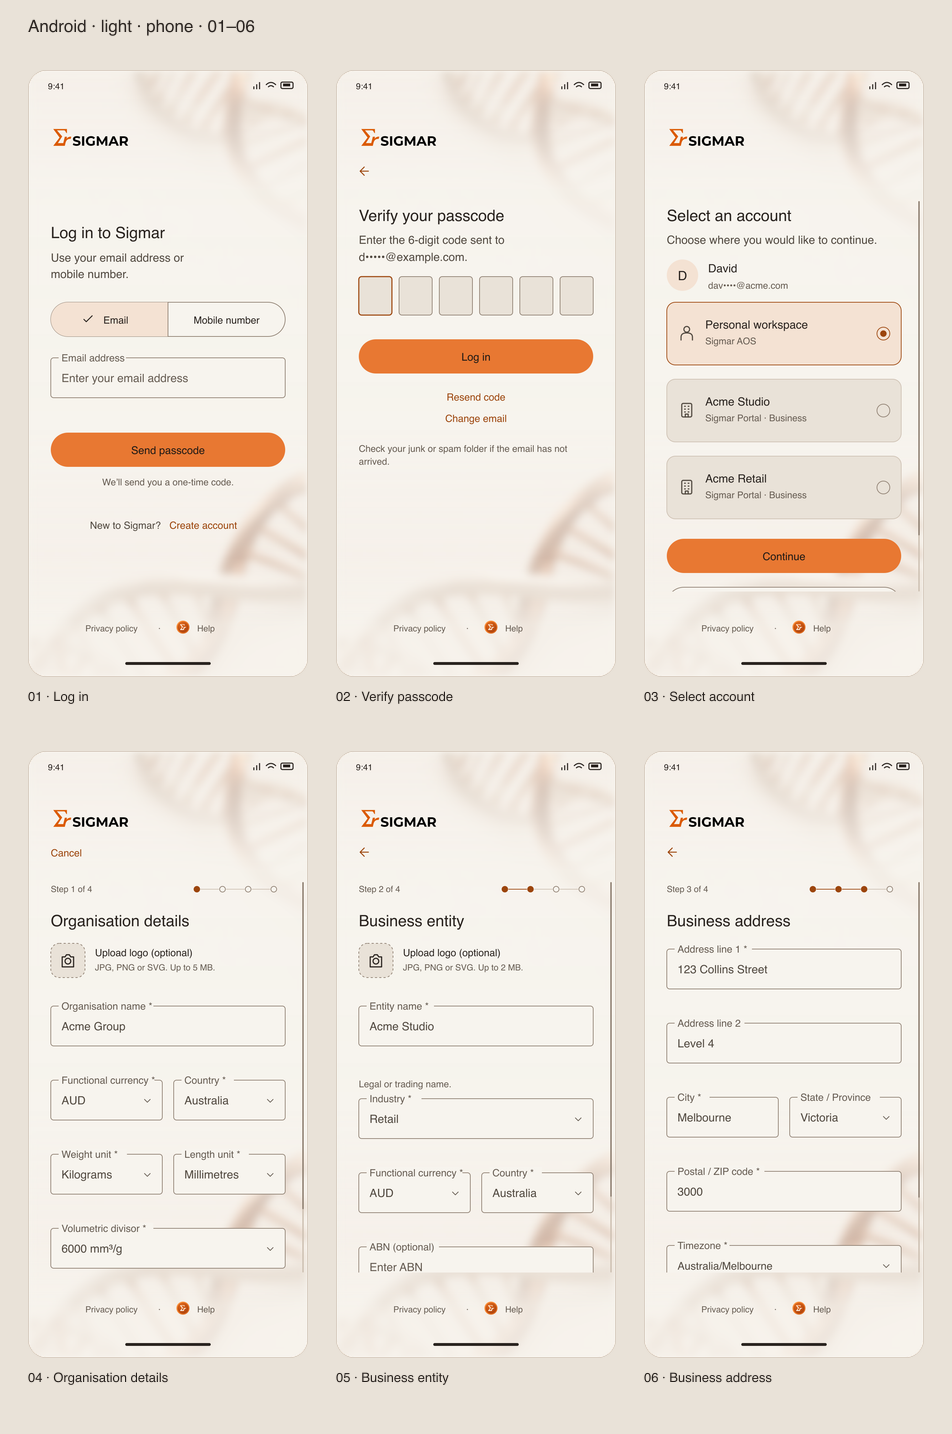 Android · light · phone · 01–06
9:41
SIGMAR
Log in to Sigmar
Use your email address or
mobile number.
Email
Mobile number
Email address
Enter your email address
Send passcode
We'll send you a one-time code.
New to Sigmar? Create account
Privacy policy · Help
01 · Log in
9:41
SIGMAR
Verify your passcode
Enter the 6-digit code sent to
d•••••@example.com.
Log in
Resend code
Change email
Check your junk or spam folder if the email has not
arrived.
Privacy policy · Help
02 · Verify passcode
9:41
SIGMAR
Select an account
Choose where you would like to continue.
D
David
dav••••@acme.com
Personal workspace
Sigmar AOS
Acme Studio
Sigmar Portal · Business
Acme Retail
Sigmar Portal · Business
Continue
Privacy policy · Help
03 · Select account
9:41
SIGMAR
Cancel
Step 1 of 4
Organisation details
Upload logo (optional)
JPG, PNG or SVG. Up to 5 MB.
Organisation name *
Acme Group
Functional currency *
AUD
Country *
Australia
Weight unit *
Kilograms
Length unit *
Millimetres
Volumetric divisor *
6000 mm³/g
Privacy policy · Help
04 · Organisation details
9:41
SIGMAR
Step 2 of 4
Business entity
Upload logo (optional)
JPG, PNG or SVG. Up to 2 MB.
Entity name *
Acme Studio
Legal or trading name.
Industry *
Retail
Functional currency *
AUD
Country *
Australia
ABN (optional)
Enter ABN
Privacy policy · Help
05 · Business entity
9:41
SIGMAR
Step 3 of 4
Business address
Address line 1 *
123 Collins Street
Address line 2
Level 4
City *
Melbourne
State / Province
Victoria
Postal / ZIP code *
3000
Timezone *
Australia/Melbourne
Privacy policy · Help
06 · Business address